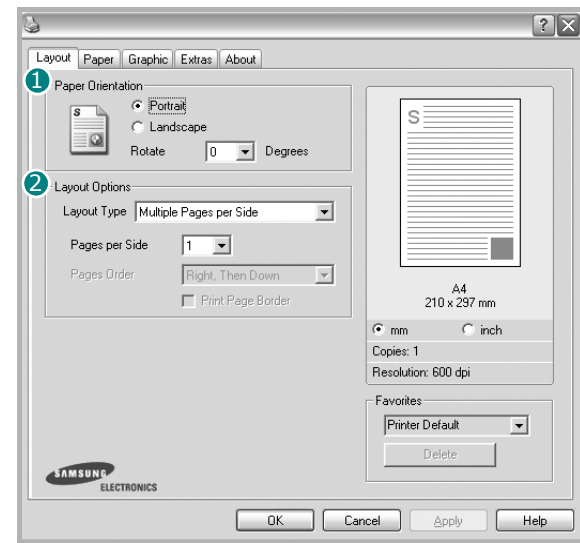 ?
Layout Paper Graphic Extras About
1
Paper Orientation
S
Portrait
Landscape
Rotate 0 Degrees
2
Layout Options
Layout Type Multiple Pages per Side
Pages per Side 1
Pages Order Right, Then Down
Print Page Border
SAMSUNG
ELECTRONICS
S
A4
210 x 297 mm
mm inch
Copies: 1
Resolution: 600 dpi
Favorites
Printer Default
Delete
OK Cancel Apply Help